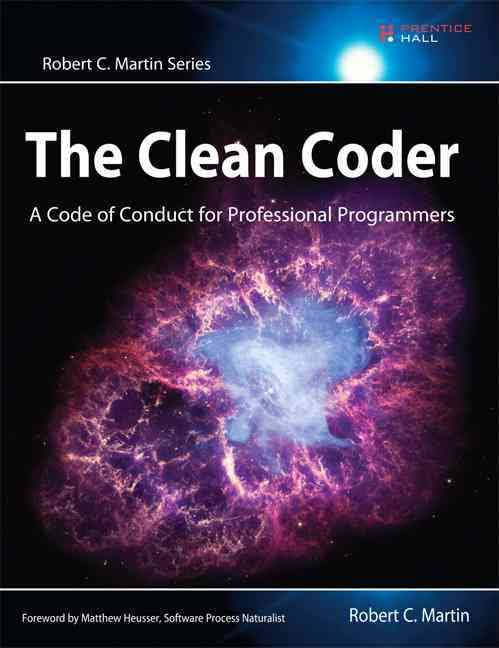 PRENTICE
HALL
Robert C. Martin Series
The Clean Coder
A Code of Conduct for Professional Programmers
Foreword by Matthew Heusser, Software Process Naturalist
Robert C. Martin